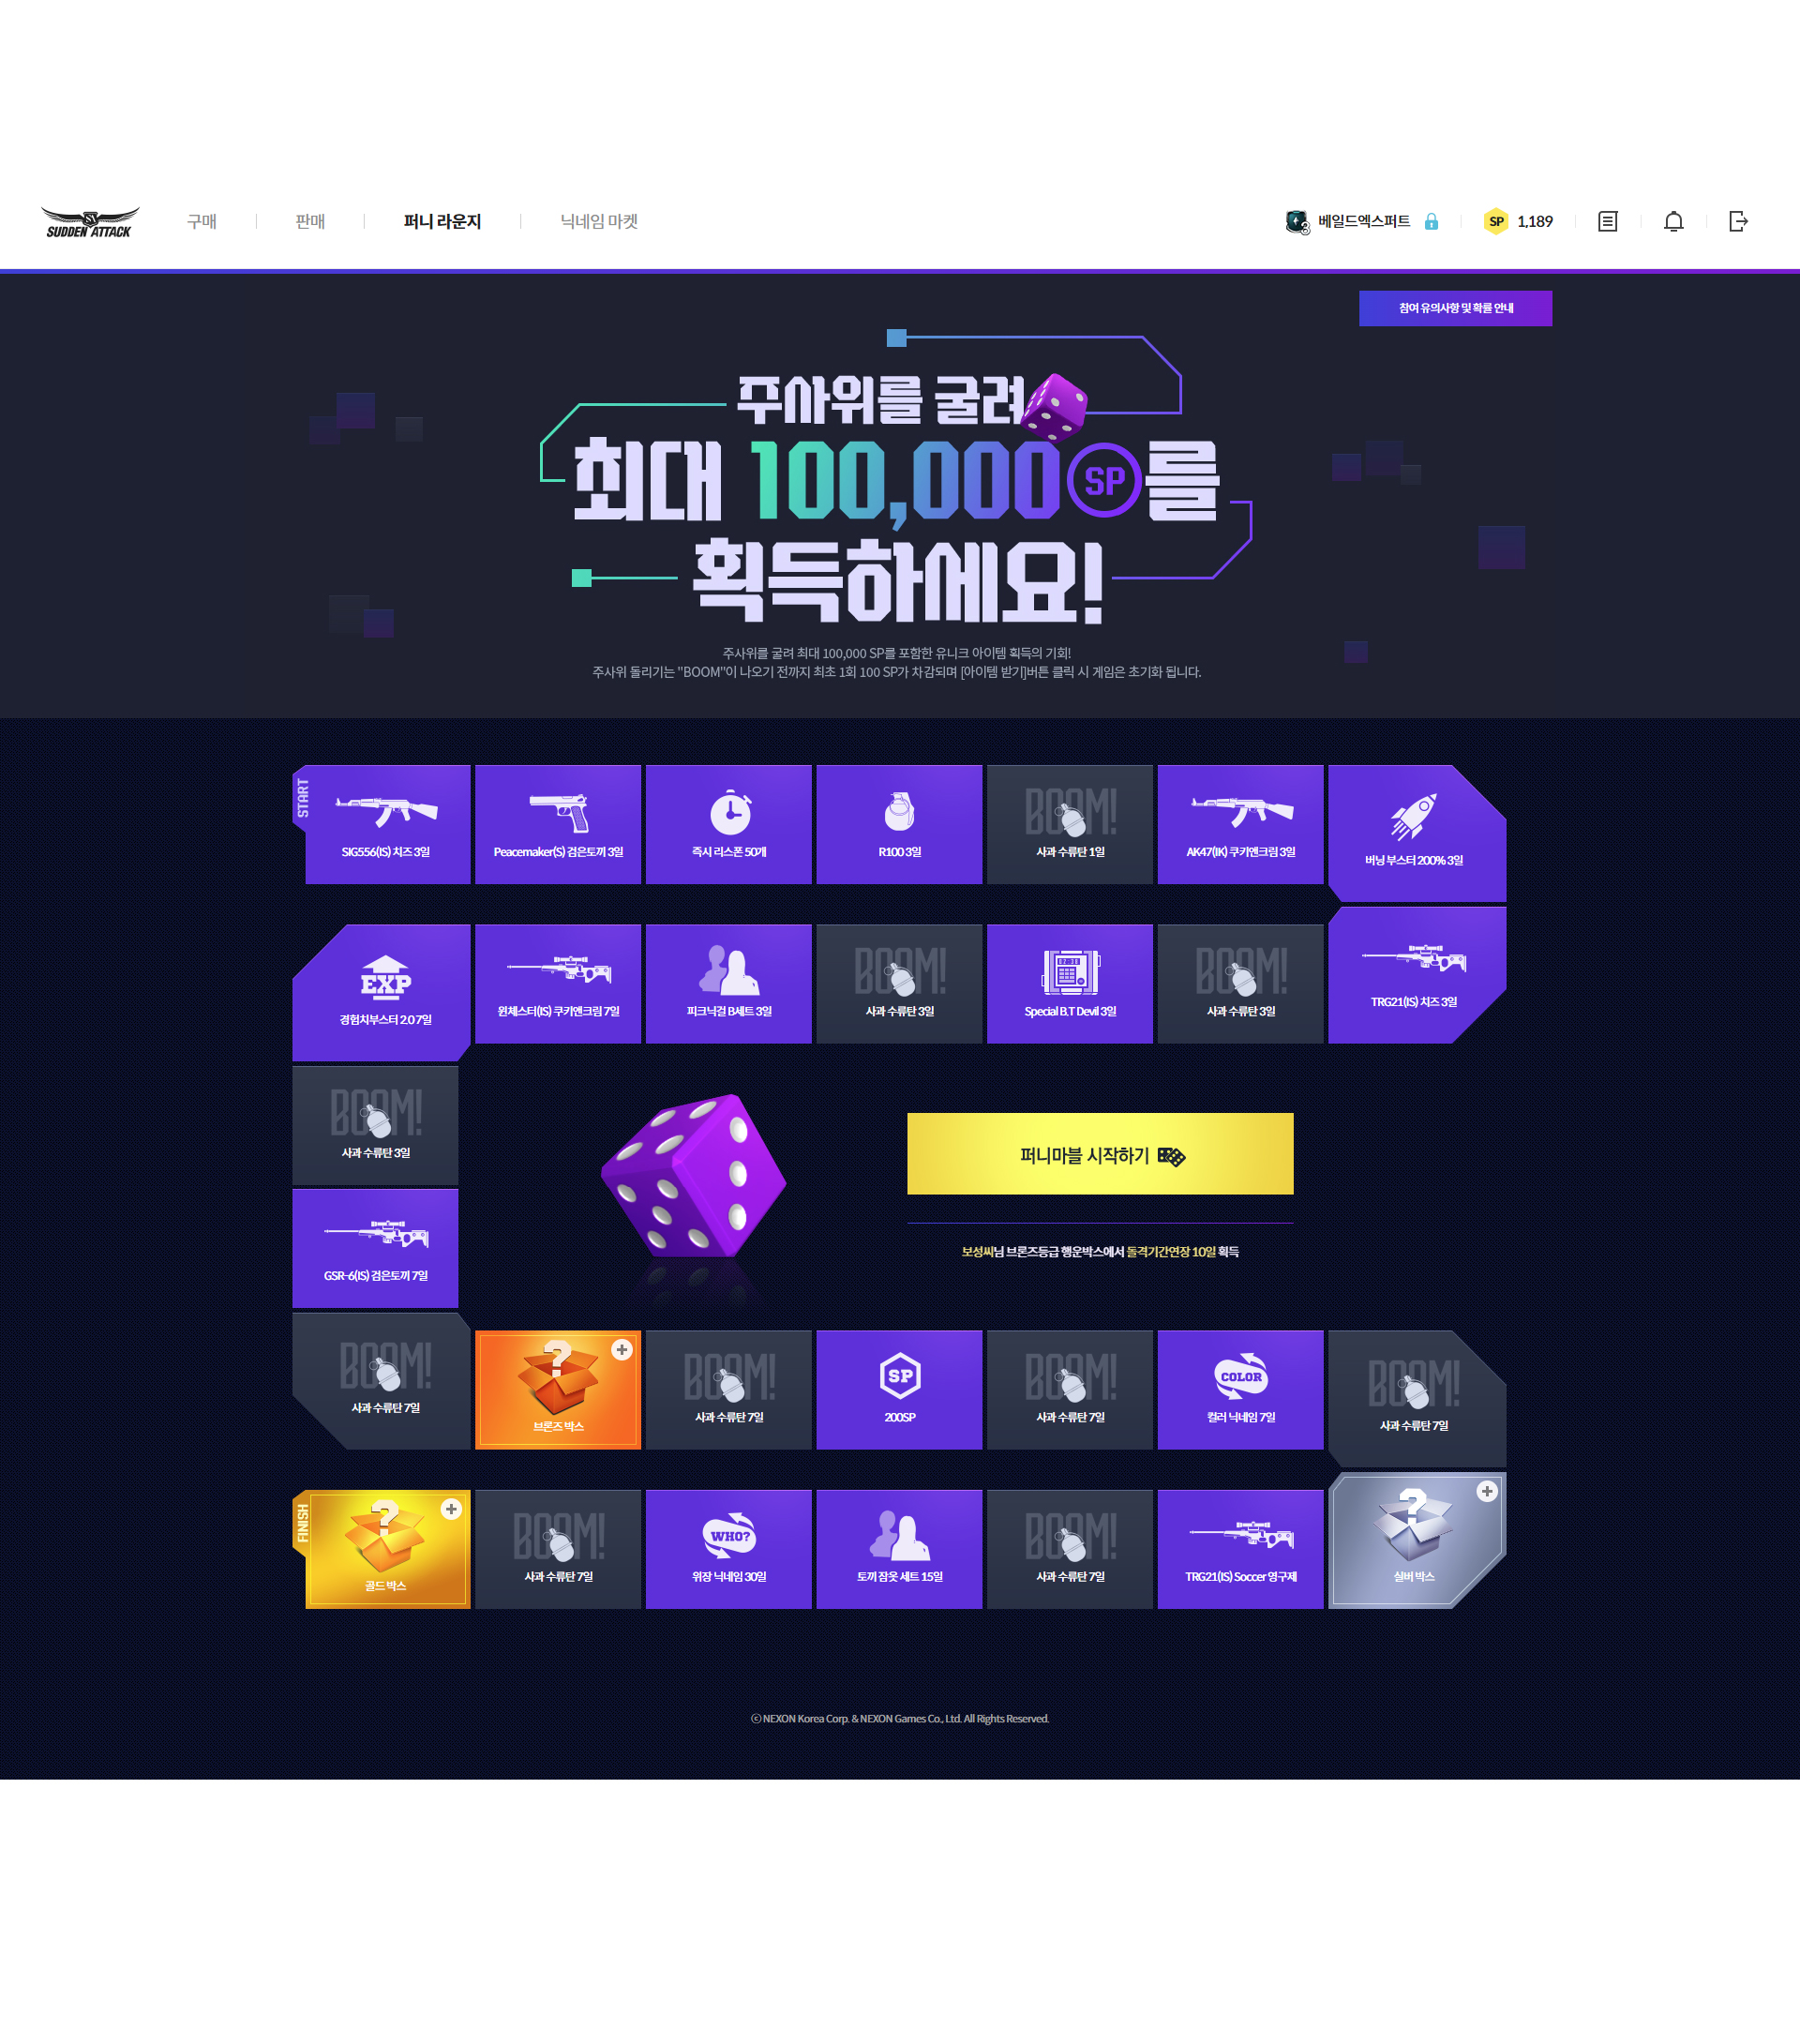 SUDDEN ATTACK
구매
판매
퍼니 라운지
닉네임 마켓
베일드엑스퍼트
SP 1,189
참여 유의사항 및 확률 안내
주사위를 굴려
최대 100,000 SP를
획득하세요!
주사위를 굴려 최대 100,000 SP를 포함한 유니크 아이템 획득의 기회!
주사위 돌리기는 "BOOM"이 나오기 전까지 최초 1회 100 SP가 차감되며 [아이템 받기]버튼 클릭 시 게임은 초기화 됩니다.
START
SIG556(IS) 치즈 3일
Peacemaker(S) 검은토끼 3일
즉시 리스폰 50개
R100 3일
BOOM!
사과 수류탄 1일
AK47(IK) 쿠키앤크림 3일
버닝 부스터 200% 3일
EXP
경험치부스터 2.0 7일
윈체스터(IS) 쿠키앤크림 7일
피크닉걸 B세트 3일
BOOM!
사과 수류탄 3일
Special B.T Devil 3일
BOOM!
사과 수류탄 3일
TRG21(IS) 치즈 3일
BOOM!
사과 수류탄 3일
퍼니마블 시작하기
GSR-6(IS) 검은토끼 7일
보성씨님 브론즈등급 행운박스에서 돌격기간연장 10일 획득
BOOM!
사과 수류탄 7일
?
브론즈 박스
BOOM!
사과 수류탄 7일
SP
200SP
BOOM!
사과 수류탄 7일
COLOR
컬러 닉네임 7일
BOOM!
사과 수류탄 7일
FINISH
?
골드 박스
BOOM!
사과 수류탄 7일
WHO?
위장 닉네임 30일
토끼 잠옷 세트 15일
BOOM!
사과 수류탄 7일
TRG21(IS) Soccer 영구제
?
실버 박스
ⓒ NEXON Korea Corp. & NEXON Games Co., Ltd. All Rights Reserved.